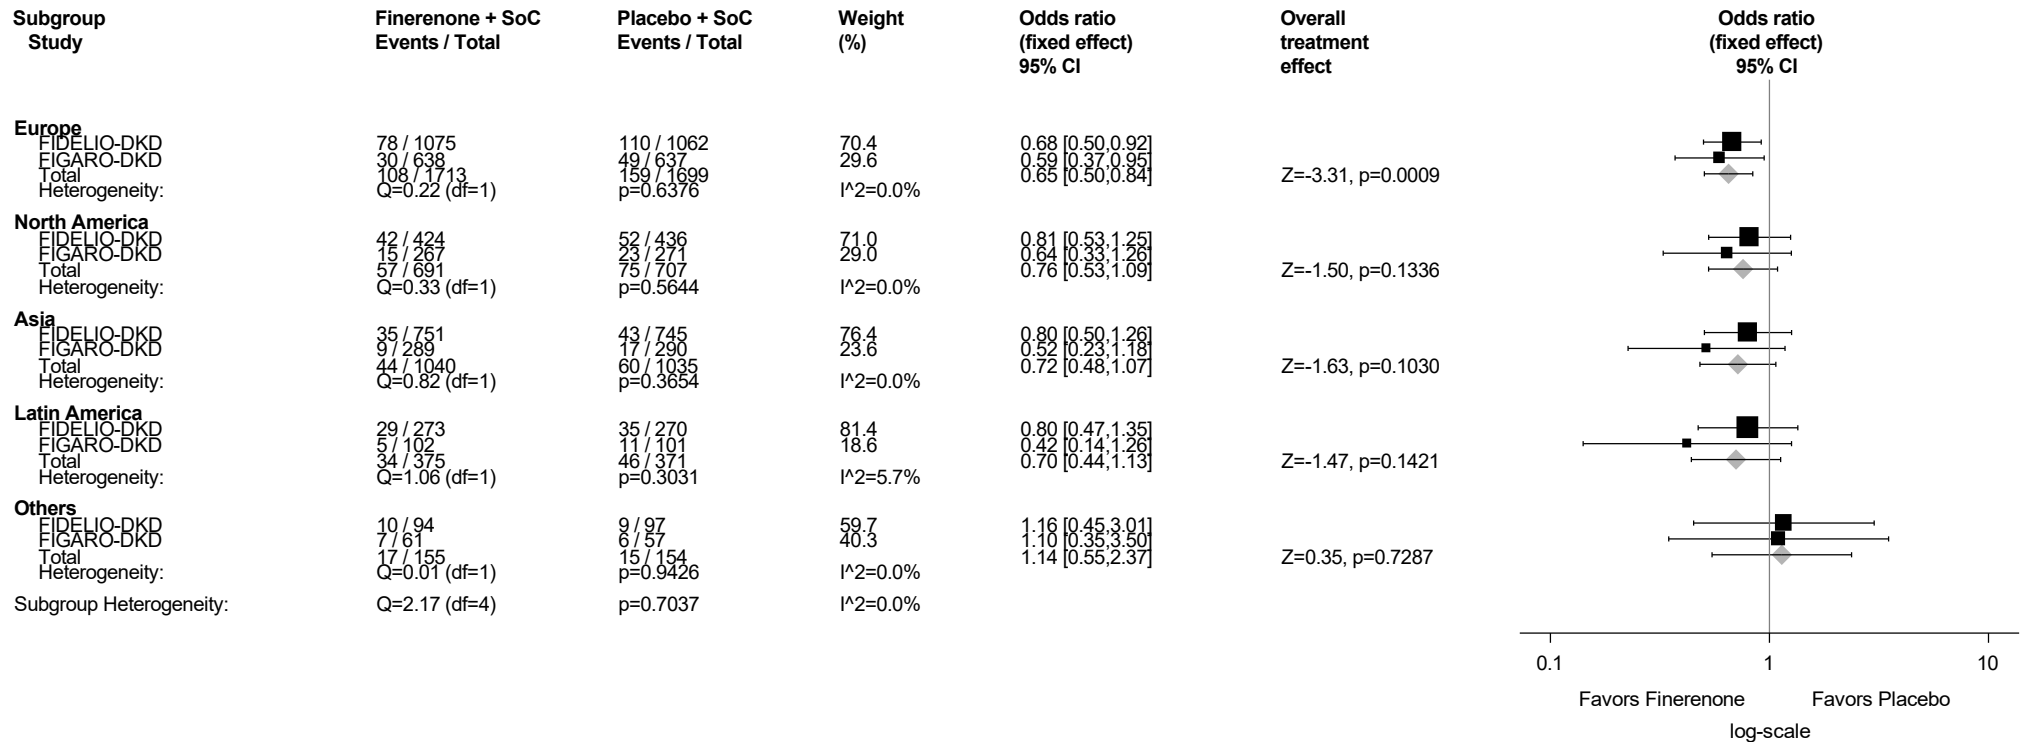 Subgroup Finerenone + SoC Placebo + SoC Weight Odds ratio Overall Odds ratio
Study Events / Total Events / Total (%) (fixed effect) treatment (fixed effect)
95% CI effect 95% CI
Europe
FIDELIO-DKD 78 / 1075 110 / 1062 70.4 0.68 [0.50,0.92]
FIGARO-DKD 30 / 638 49 / 637 29.6 0.59 [0.37,0.95]
Total 108 / 1713 159 / 1699 0.65 [0.50,0.84] Z=-3.31, p=0.0009
Heterogeneity: Q=0.22 (df=1) p=0.6376 I^2=0.0%
North America
FIDELIO-DKD 42 / 424 52 / 436 71.0 0.81 [0.53,1.25]
FIGARO-DKD 15 / 267 23 / 271 29.0 0.64 [0.33,1.26]
Total 57 / 691 75 / 707 0.76 [0.53,1.09] Z=-1.50, p=0.1336
Heterogeneity: Q=0.33 (df=1) p=0.5644 I^2=0.0%
Asia
FIDELIO-DKD 35 / 751 43 / 745 76.4 0.80 [0.50,1.26]
FIGARO-DKD 9 / 289 17 / 290 23.6 0.52 [0.23,1.18]
Total 44 / 1040 60 / 1035 0.72 [0.48,1.07] Z=-1.63, p=0.1030
Heterogeneity: Q=0.82 (df=1) p=0.3654 I^2=0.0%
Latin America
FIDELIO-DKD 29 / 273 35 / 270 81.4 0.80 [0.47,1.35]
FIGARO-DKD 5 / 102 11 / 101 18.6 0.42 [0.14,1.26]
Total 34 / 375 46 / 371 0.70 [0.44,1.13] Z=-1.47, p=0.1421
Heterogeneity: Q=1.06 (df=1) p=0.3031 I^2=5.7%
Others
FIDELIO-DKD 10 / 94 9 / 97 59.7 1.16 [0.45,3.01]
FIGARO-DKD 7 / 61 6 / 57 40.3 1.10 [0.35,3.50]
Total 17 / 155 15 / 154 1.14 [0.55,2.37] Z=0.35, p=0.7287
Heterogeneity: Q=0.01 (df=1) p=0.9426 I^2=0.0%
Subgroup Heterogeneity: Q=2.17 (df=4) p=0.7037 I^2=0.0%
0.1 1 10
Favors Finerenone Favors Placebo
log-scale